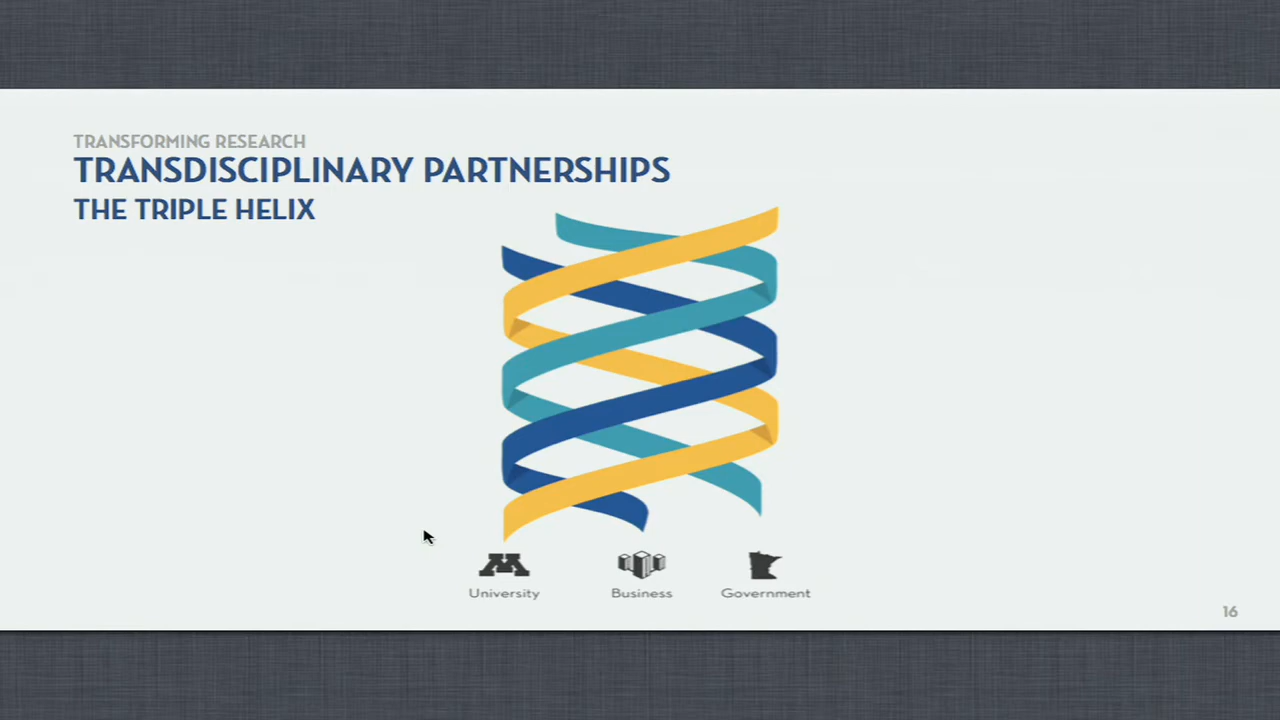 TRANSFORMING RESEARCH
TRANSDISCIPLINARY PARTNERSHIPS
THE TRIPLE HELIX
University
Business
Government
16